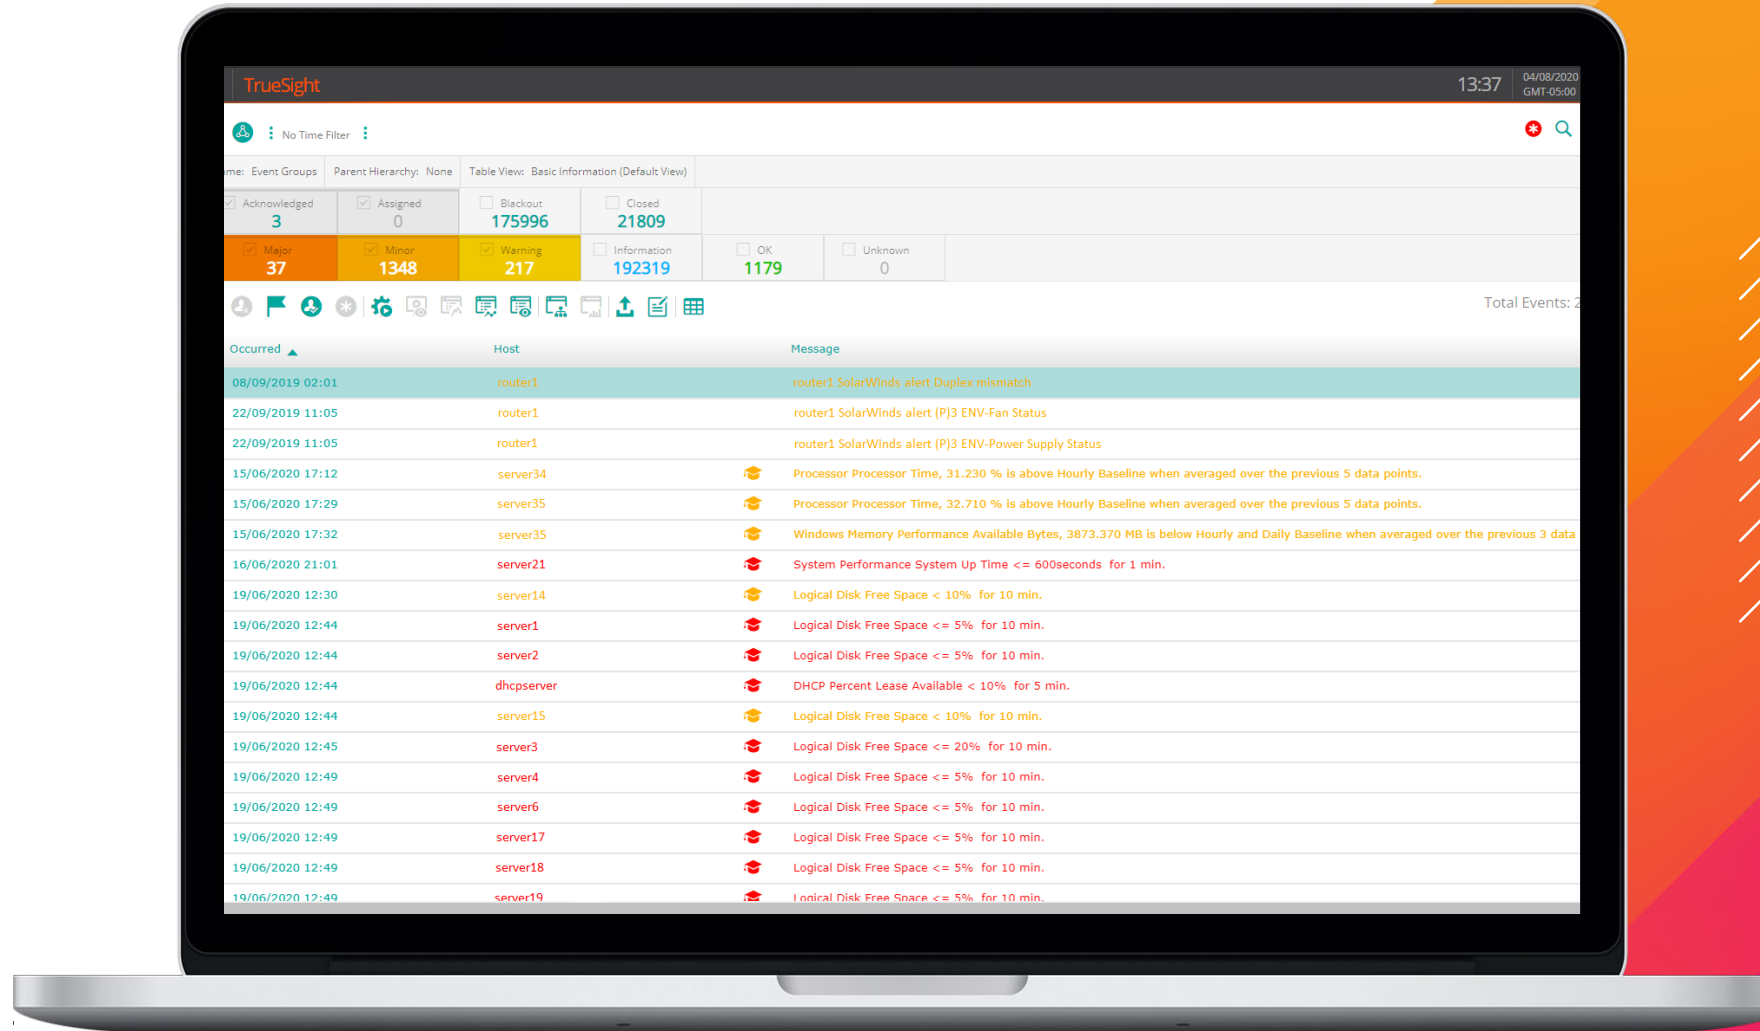 TrueSight
13:37
04/08/2020
GMT-05:00
No Time Filter
me: Event Groups Parent Hierarchy: None Table View: Basic Information (Default View)
Acknowledged Assigned Blackout Closed
3 0 175996 21809
Major Minor Warning Information OK Unknown
37 1348 217 192319 1179 0
Total Events: 2
Occurred Host Message
08/09/2019 02:01 router1 router1 SolarWinds alert Duplex mismatch
22/09/2019 11:05 router1 router1 SolarWinds alert (P)3 ENV-Fan Status
22/09/2019 11:05 router1 router1 SolarWinds alert (P)3 ENV-Power Supply Status
15/06/2020 17:12 server34 Processor Processor Time, 31.230 % is above Hourly Baseline when averaged over the previous 5 data points.
15/06/2020 17:29 server35 Processor Processor Time, 32.710 % is above Hourly Baseline when averaged over the previous 5 data points.
15/06/2020 17:32 server35 Windows Memory Performance Available Bytes, 3873.370 MB is below Hourly and Daily Baseline when averaged over the previous 3 data
16/06/2020 21:01 server21 System Performance System Up Time <= 600seconds for 1 min.
19/06/2020 12:30 server14 Logical Disk Free Space < 10% for 10 min.
19/06/2020 12:44 server1 Logical Disk Free Space <= 5% for 10 min.
19/06/2020 12:44 server2 Logical Disk Free Space <= 5% for 10 min.
19/06/2020 12:44 dhcpserver DHCP Percent Lease Available < 10% for 5 min.
19/06/2020 12:44 server15 Logical Disk Free Space < 10% for 10 min.
19/06/2020 12:45 server3 Logical Disk Free Space <= 20% for 10 min.
19/06/2020 12:49 server4 Logical Disk Free Space <= 5% for 10 min.
19/06/2020 12:49 server6 Logical Disk Free Space <= 5% for 10 min.
19/06/2020 12:49 server17 Logical Disk Free Space <= 5% for 10 min.
19/06/2020 12:49 server18 Logical Disk Free Space <= 5% for 10 min.
19/06/2020 12:49 server19 Logical Disk Free Space <= 5% for 10 min.